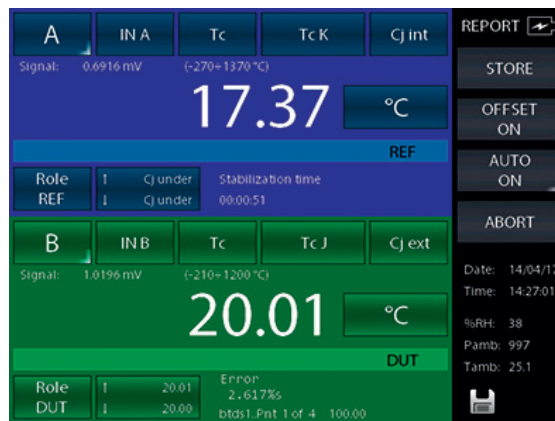 A IN A Tc Tc K Cj int
Signal: 0.6916 mV (-270÷1370 °C)
17.37 °C
REF
Role REF
↑ Cj under
↓ Cj under
Stabilization time
00:00:51
B IN B Tc Tc J Cj ext
Signal: 1.0196 mV (-210÷1200 °C)
20.01 °C
DUT
Role DUT
↑ 20.01
↓ 20.00
Error
2.617%s
btds1..Pnt 1 of 4 100.00
REPORT
STORE
OFFSET
ON
AUTO
ON
ABORT
Date: 14/04/17
Time: 14:27:01
%RH: 38
Pamb: 997
Tamb: 25.1